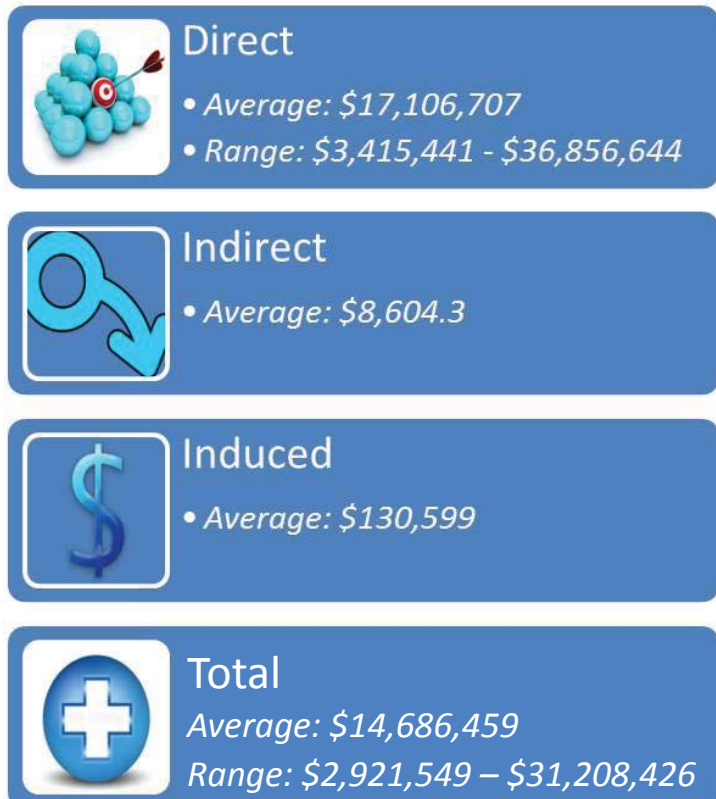 Direct
• Average: $17,106,707
• Range: $3,415,441 - $36,856,644
Indirect
• Average: $8,604.3
Induced
• Average: $130,599
Total
Average: $14,686,459
Range: $2,921,549 – $31,208,426